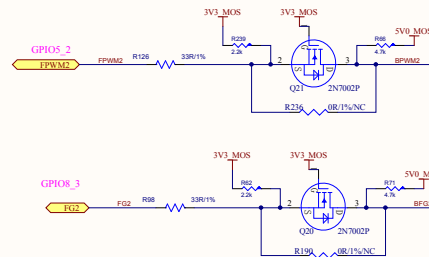 3V3_MOS 3V3_MOS
GPIO5_2 R239 2.2k G R66 4.7k 5V0_MOS
FPWM2 FPWM2 R126 33R/1% 2 3 BPWM2
S D
Q21 2N7002P
R236 0R/1%/NC
3V3_MOS 3V3_MOS
GPIO8_3 R62 2.2k G R71 4.7k 5V0_M
FG2 FG2 R98 33R/1% 2 3 BFG2
S D
Q20 2N7002P
R190 0R/1%/NC